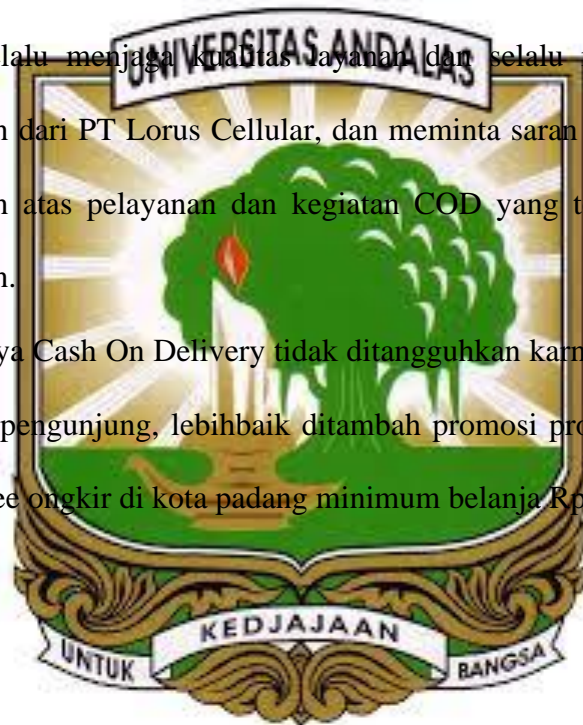 UNIVERSITAS ANDALAS
elalu menjaga kualitas layanan dan selalu
n dari PT Lorus Cellular, dan meminta saran
n atas pelayanan dan kegiatan COD yang t
n.
ya Cash On Delivery tidak ditangguhkan karn
pengunjung, lebihbaik ditambah promosi pro
ee ongkir di kota padang minimum belanja Rp
KEDJAJAAN
UNTUK BANGSA